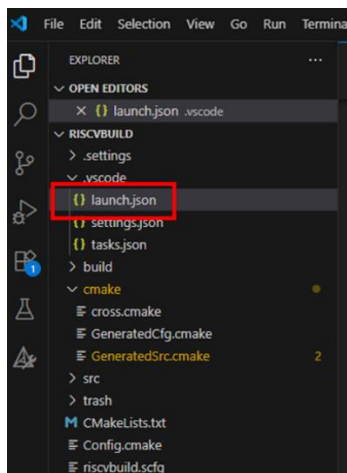 File Edit Selection View Go Run Termina
EXPLORER ...
OPEN EDITORS
launch.json .vscode
RISCVBUILD
.settings
.vscode
{} launch.json
{} settings.json
{} tasks.json
build
cmake
cross.cmake
GeneratedCfg.cmake
GeneratedSrc.cmake 2
src
trash
M CMakeLists.txt
Config.cmake
riscvbuild.scfg
1